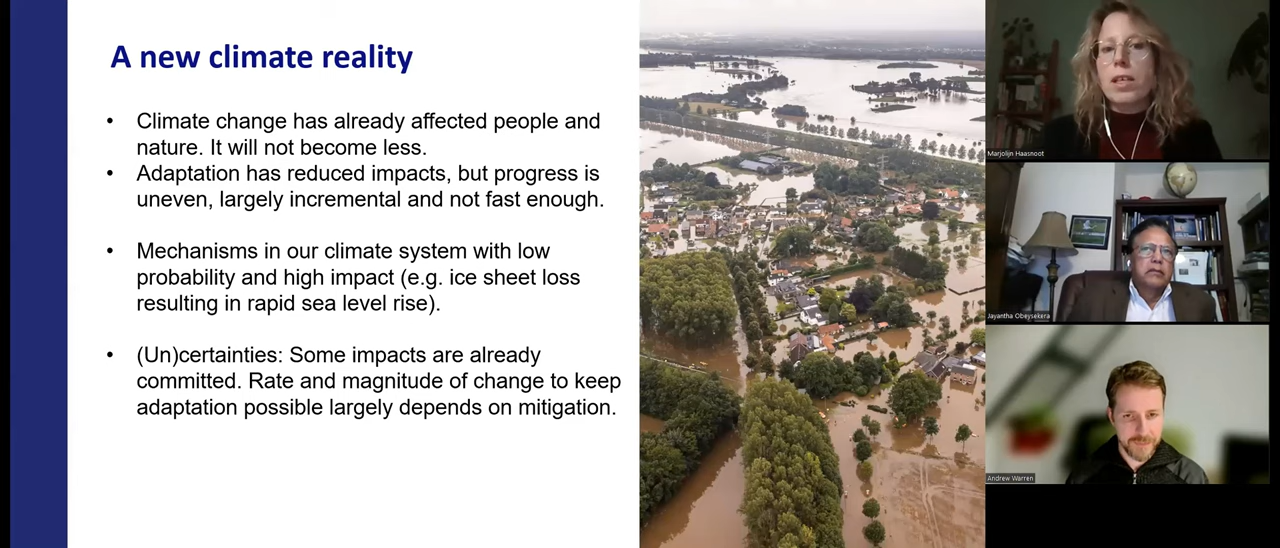 A new climate reality
• Climate change has already affected people and
nature. It will not become less.
• Adaptation has reduced impacts, but progress is
uneven, largely incremental and not fast enough.
• Mechanisms in our climate system with low
probability and high impact (e.g. ice sheet loss
resulting in rapid sea level rise).
• (Un)certainties: Some impacts are already
committed. Rate and magnitude of change to keep
adaptation possible largely depends on mitigation.
Marjolijn Haasnoot
Jayantha Obeysekera
Andrew Warren